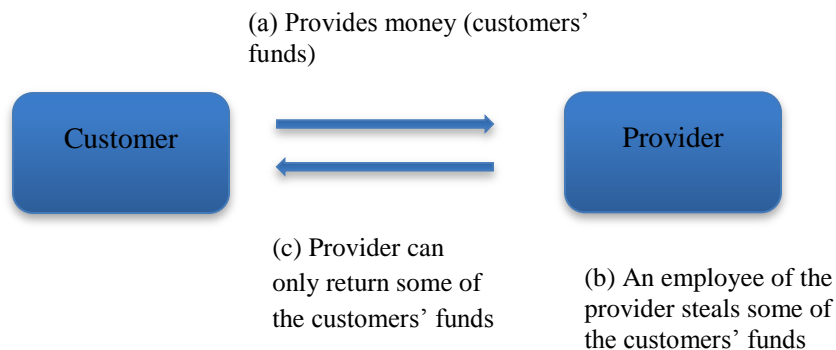 (a) Provides money (customers’
funds)
Customer
Provider
(c) Provider can
only return some of
the customers’ funds
(b) An employee of the
provider steals some of
the customers’ funds